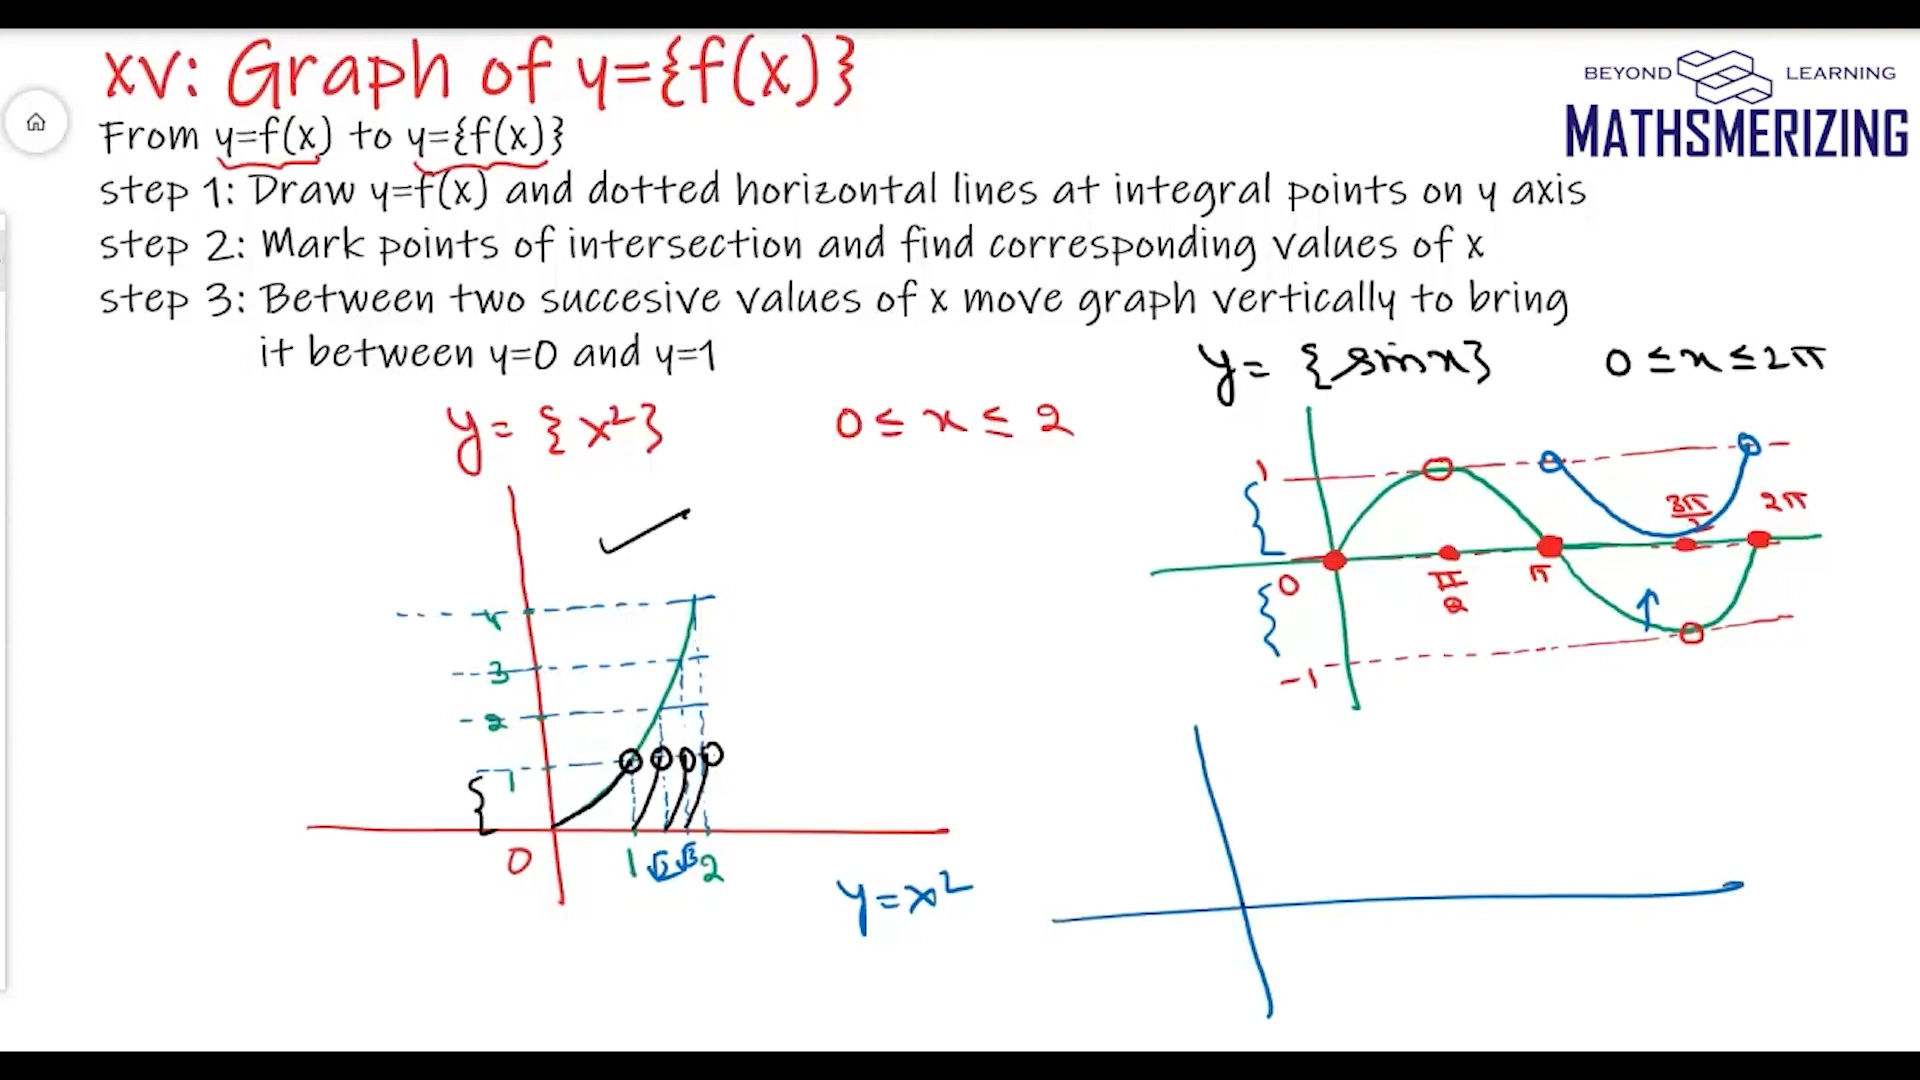 xv: Graph of y={f(x)}
BEYOND LEARNING
MATHSMERIZING
From y=f(x) to y={f(x)}
step 1: Draw y=f(x) and dotted horizontal lines at integral points on y axis
step 2: Mark points of intersection and find corresponding values of x
step 3: Between two succesive values of x move graph vertically to bring
it between y=0 and y=1
y= {sinx} 0≤x≤2π
y= {x²} 0≤x≤2
1
3π/2 2π
0 π/2 π
-1
4
3
2
1
0 1 √2 √3 2
y=x²